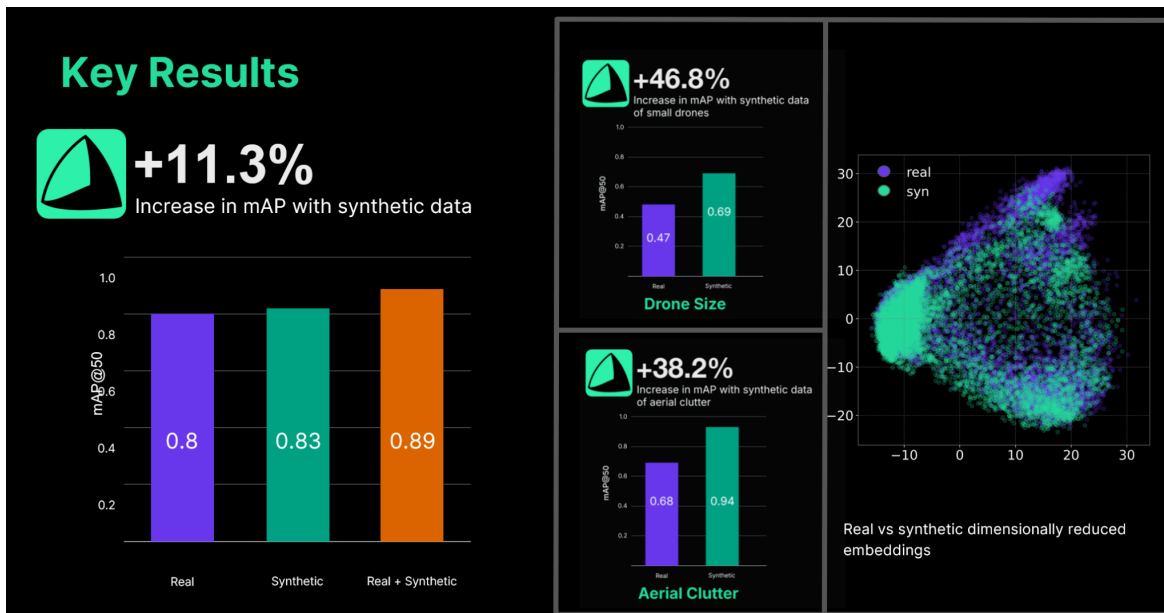 Key Results
+11.3%
Increase in mAP with synthetic data
mAP@50
1.0
0.8
0.6
0.4
0.2
0.8
0.83
0.89
Real
Synthetic
Real + Synthetic
+46.8%
Increase in mAP with synthetic data
of small drones
mAP@50
1.0
0.8
0.6
0.4
0.2
0.47
0.69
Real
Synthetic
Drone Size
+38.2%
Increase in mAP with synthetic data
of aerial clutter
mAP@50
1.0
0.8
0.6
0.4
0.2
0.68
0.94
Real
Synthetic
Aerial Clutter
real
syn
30
20
10
0
−10
−20
−10
0
10
20
30
Real vs synthetic dimensionally reduced
embeddings